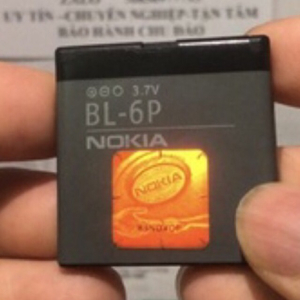 UY TÍN -CHUYÊN NGHIỆP-TẬN TÂM
BẢO HÀNH CHU ĐÁO
3.7V
BL-6P
NOKIA
NOKIA